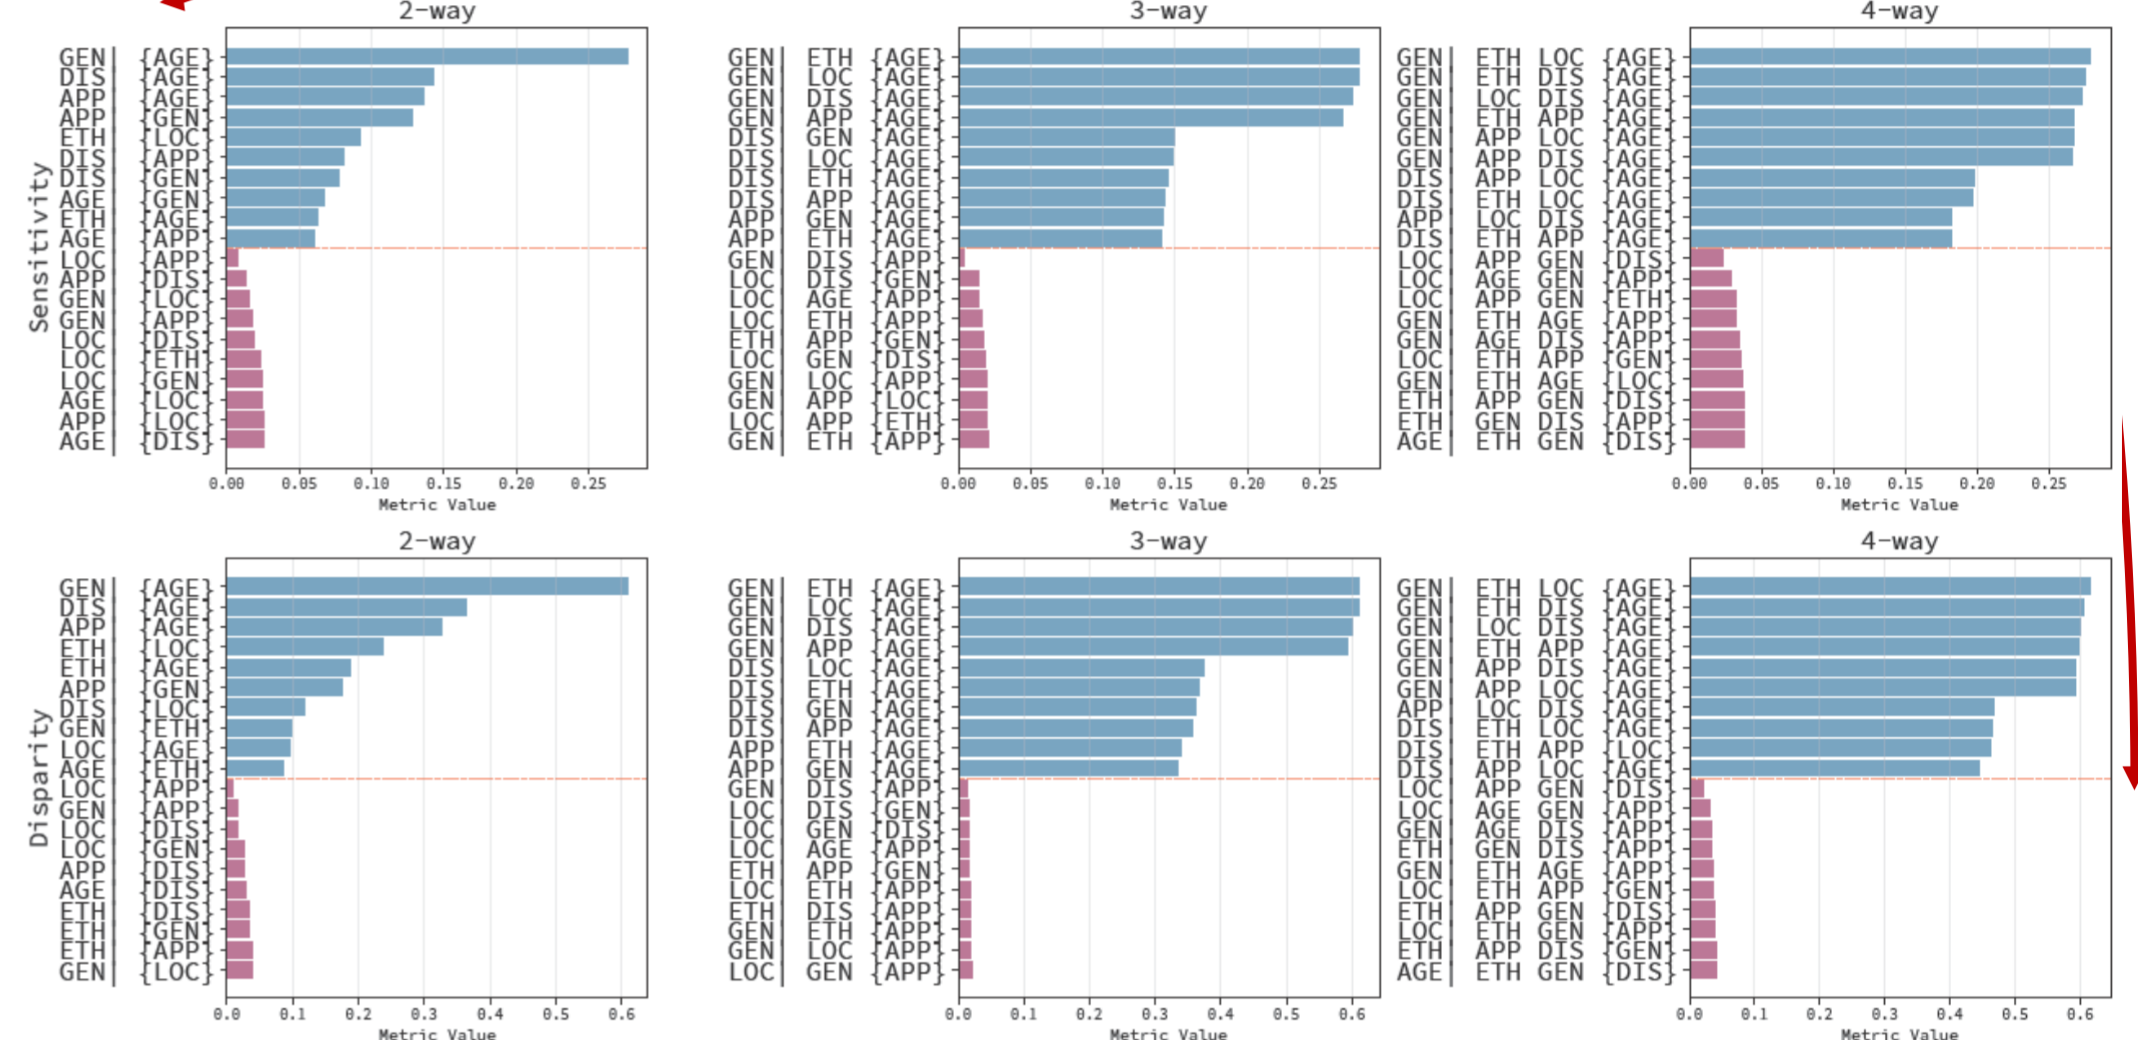 2-way
GEN| {AGE}
DIS| {AGE}
APP| {AGE}
APP| {GEN}
ETH| {LOC}
DIS| {APP}
DIS| {GEN}
AGE| {GEN}
ETH| {AGE}
AGE| {APP}
LOC| {APP}
APP| {DIS}
GEN| {LOC}
GEN| {APP}
LOC| {DIS}
LOC| {ETH}
LOC| {GEN}
AGE| {LOC}
APP| {LOC}
AGE| {DIS}
Sensitivity
0.00 0.05 0.10 0.15 0.20 0.25
Metric Value
3-way
GEN| ETH {AGE}
GEN| LOC {AGE}
GEN| DIS {AGE}
GEN| APP {AGE}
DIS| GEN {AGE}
DIS| LOC {AGE}
DIS| ETH {AGE}
DIS| APP {AGE}
APP| GEN {AGE}
APP| ETH {AGE}
GEN| DIS {APP}
LOC| DIS {GEN}
LOC| AGE {APP}
LOC| ETH {APP}
ETH| APP {GEN}
LOC| GEN {DIS}
GEN| LOC {APP}
GEN| APP {LOC}
LOC| APP {ETH}
GEN| ETH {APP}
0.00 0.05 0.10 0.15 0.20 0.25
Metric Value
4-way
GEN| ETH LOC {AGE}
GEN| ETH DIS {AGE}
GEN| LOC DIS {AGE}
GEN| ETH APP {AGE}
GEN| APP LOC {AGE}
GEN| APP DIS {AGE}
DIS| APP LOC {AGE}
DIS| ETH LOC {AGE}
APP| LOC DIS {AGE}
DIS| ETH APP {AGE}
LOC| APP GEN {DIS}
LOC| AGE GEN {APP}
LOC| APP GEN {ETH}
GEN| ETH AGE {APP}
GEN| AGE DIS {APP}
LOC| ETH APP {GEN}
GEN| ETH AGE {LOC}
ETH| APP GEN {DIS}
ETH| GEN DIS {APP}
AGE| ETH GEN {DIS}
0.00 0.05 0.10 0.15 0.20 0.25
Metric Value
2-way
GEN| {AGE}
DIS| {AGE}
APP| {AGE}
ETH| {LOC}
ETH| {AGE}
APP| {GEN}
DIS| {LOC}
GEN| {ETH}
LOC| {AGE}
AGE| {ETH}
LOC| {APP}
GEN| {APP}
LOC| {DIS}
LOC| {GEN}
APP| {DIS}
AGE| {DIS}
ETH| {DIS}
ETH| {GEN}
ETH| {APP}
GEN| {LOC}
Disparity
0.0 0.1 0.2 0.3 0.4 0.5 0.6
Metric Value
3-way
GEN| ETH {AGE}
GEN| LOC {AGE}
GEN| DIS {AGE}
GEN| APP {AGE}
DIS| LOC {AGE}
DIS| ETH {AGE}
DIS| GEN {AGE}
DIS| APP {AGE}
APP| ETH {AGE}
APP| GEN {AGE}
GEN| DIS {APP}
LOC| DIS {GEN}
LOC| GEN {DIS}
LOC| AGE {APP}
ETH| APP {GEN}
LOC| ETH {APP}
ETH| DIS {APP}
GEN| ETH {APP}
GEN| LOC {APP}
LOC| GEN {APP}
0.0 0.1 0.2 0.3 0.4 0.5 0.6
Metric Value
4-way
GEN| ETH LOC {AGE}
GEN| ETH DIS {AGE}
GEN| LOC DIS {AGE}
GEN| ETH APP {AGE}
GEN| APP DIS {AGE}
GEN| APP LOC {AGE}
APP| LOC DIS {AGE}
DIS| ETH LOC {AGE}
DIS| ETH APP {LOC}
DIS| APP LOC {AGE}
LOC| APP GEN {DIS}
LOC| AGE GEN {APP}
GEN| AGE DIS {APP}
ETH| GEN DIS {APP}
GEN| ETH AGE {APP}
LOC| ETH APP {GEN}
ETH| APP GEN {DIS}
LOC| ETH GEN {APP}
ETH| APP DIS {GEN}
AGE| ETH GEN {DIS}
0.0 0.1 0.2 0.3 0.4 0.5 0.6
Metric Value